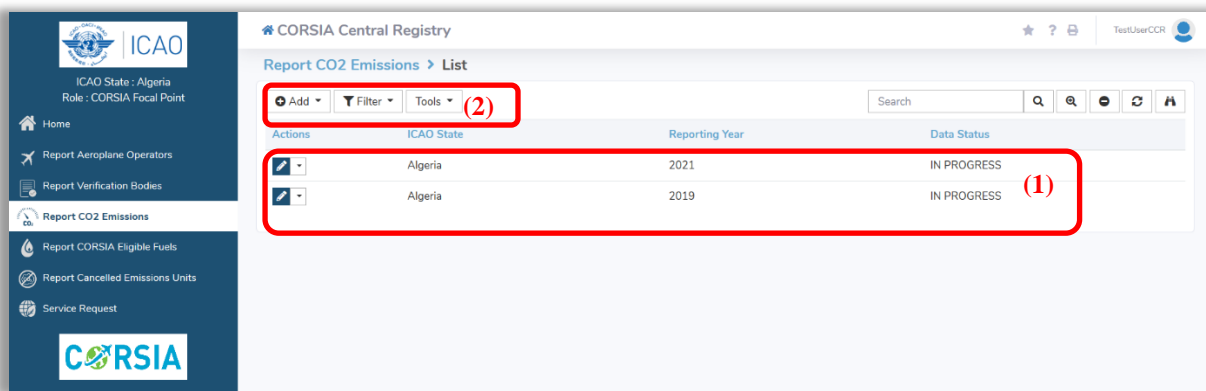 ICAO
CORSIA Central Registry
? TestUserCCR
ICAO State : Algeria
Role : CORSIA Focal Point
Report CO2 Emissions > List
Add Filter Tools (2) Search
Home
Actions ICAO State Reporting Year Data Status
Report Aeroplane Operators
Algeria 2021 IN PROGRESS
Report Verification Bodies
(1)
Algeria 2019 IN PROGRESS
CO₂ Report CO2 Emissions
Report CORSIA Eligible Fuels
Report Cancelled Emissions Units
Service Request
CORSIA